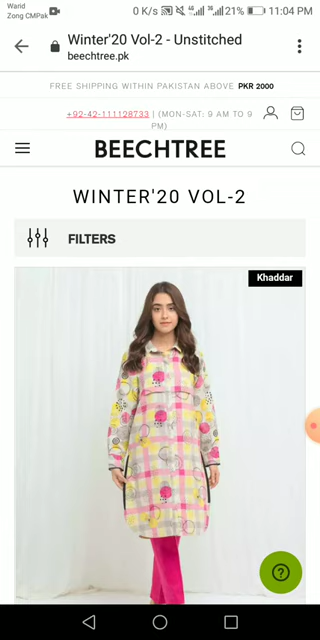 Warid
Zong CMPak
0 K/s 4G 3G 21% 11:04 PM
Winter'20 Vol-2 - Unstitched
beechtree.pk
FREE SHIPPING WITHIN PAKISTAN ABOVE PKR 2000
+92-42-111128733 | (MON-SAT: 9 AM TO 9
PM)
BEECHTREE
WINTER'20 VOL-2
FILTERS
Khaddar